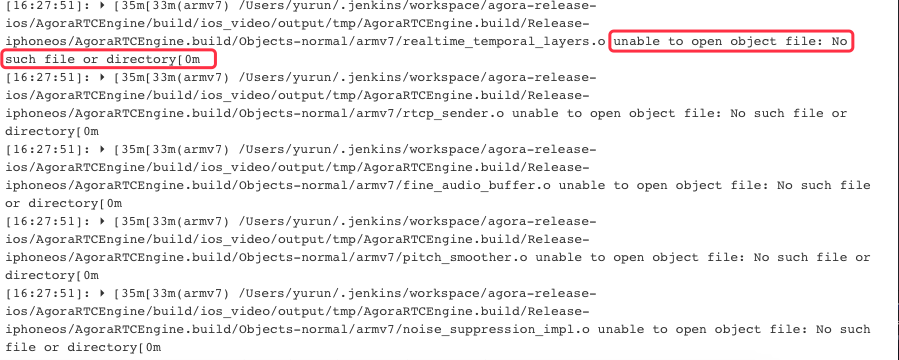 [16:27:51]: ▸ [35m[33m(armv7) /Users/yurun/.jenkins/workspace/agora-release-
ios/AgoraRTCEngine/build/ios_video/output/tmp/AgoraRTCEngine.build/Release-
iphoneos/AgoraRTCEngine.build/Objects-normal/armv7/realtime_temporal_layers.o unable to open object file: No
such file or directory[0m
[16:27:51]: ▸ [35m[33m(armv7) /Users/yurun/.jenkins/workspace/agora-release-
ios/AgoraRTCEngine/build/ios_video/output/tmp/AgoraRTCEngine.build/Release-
iphoneos/AgoraRTCEngine.build/Objects-normal/armv7/rtcp_sender.o unable to open object file: No such file or
directory[0m
[16:27:51]: ▸ [35m[33m(armv7) /Users/yurun/.jenkins/workspace/agora-release-
ios/AgoraRTCEngine/build/ios_video/output/tmp/AgoraRTCEngine.build/Release-
iphoneos/AgoraRTCEngine.build/Objects-normal/armv7/fine_audio_buffer.o unable to open object file: No such file
or directory[0m
[16:27:51]: ▸ [35m[33m(armv7) /Users/yurun/.jenkins/workspace/agora-release-
ios/AgoraRTCEngine/build/ios_video/output/tmp/AgoraRTCEngine.build/Release-
iphoneos/AgoraRTCEngine.build/Objects-normal/armv7/pitch_smoother.o unable to open object file: No such file or
directory[0m
[16:27:51]: ▸ [35m[33m(armv7) /Users/yurun/.jenkins/workspace/agora-release-
ios/AgoraRTCEngine/build/ios_video/output/tmp/AgoraRTCEngine.build/Release-
iphoneos/AgoraRTCEngine.build/Objects-normal/armv7/noise_suppression_impl.o unable to open object file: No such
file or directory[0m